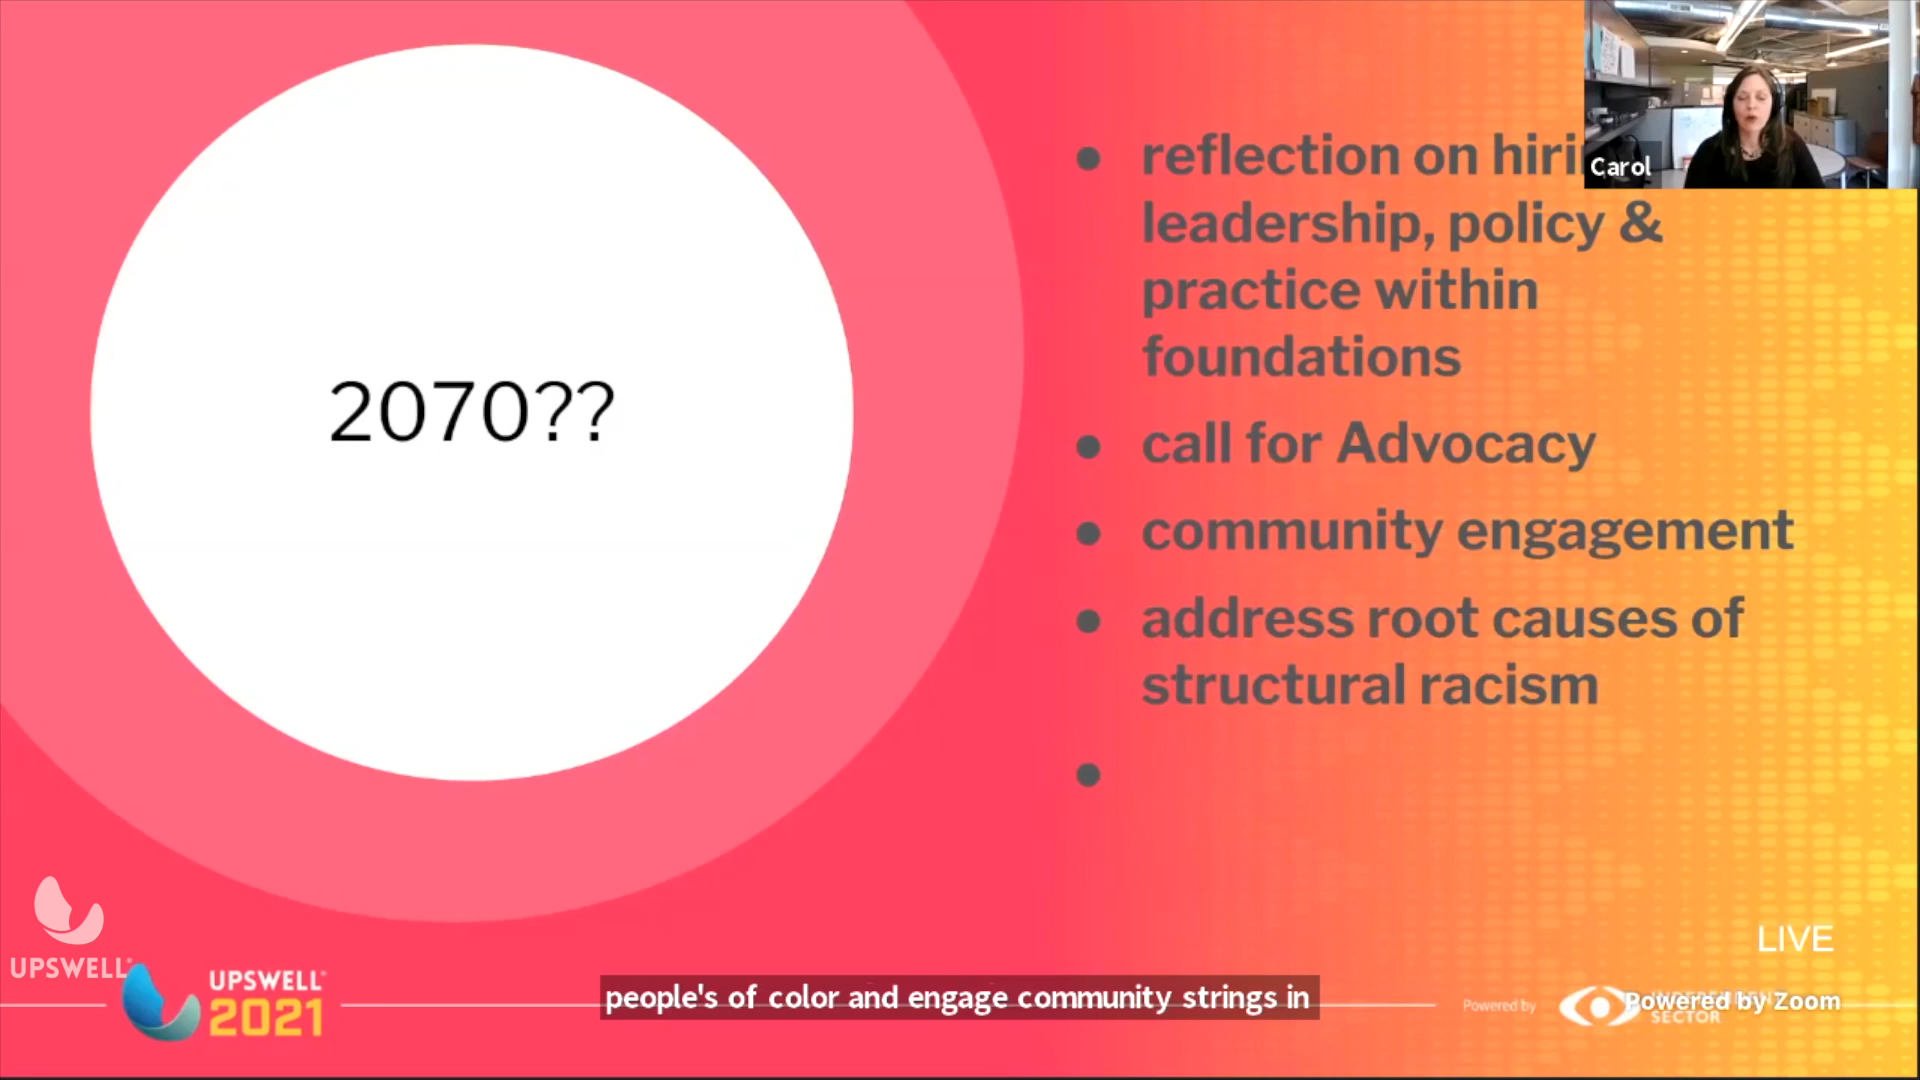 2070??
reflection on hiri
leadership, policy &
practice within
foundations
call for Advocacy
community engagement
address root causes of
structural racism
Carol
LIVE
UPSWELL
UPSWELL
2021
people's of color and engage community strings in
Powered by
INDEPENDENT
SECTOR
Powered by Zoom